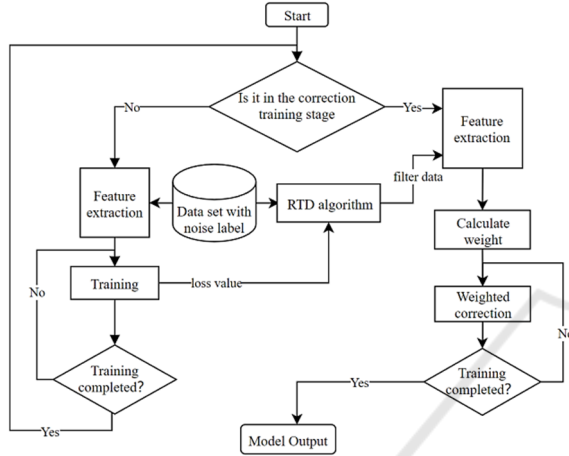 Start
Is it in the correction
training stage
No
Yes
Feature
extraction
filter data
Feature
extraction
Data set with
noise label
RTD algorithm
Calculate
weight
Training
loss value
No
Weighted
correction
No
Training
completed?
Training
completed?
Yes
Yes
Model Output